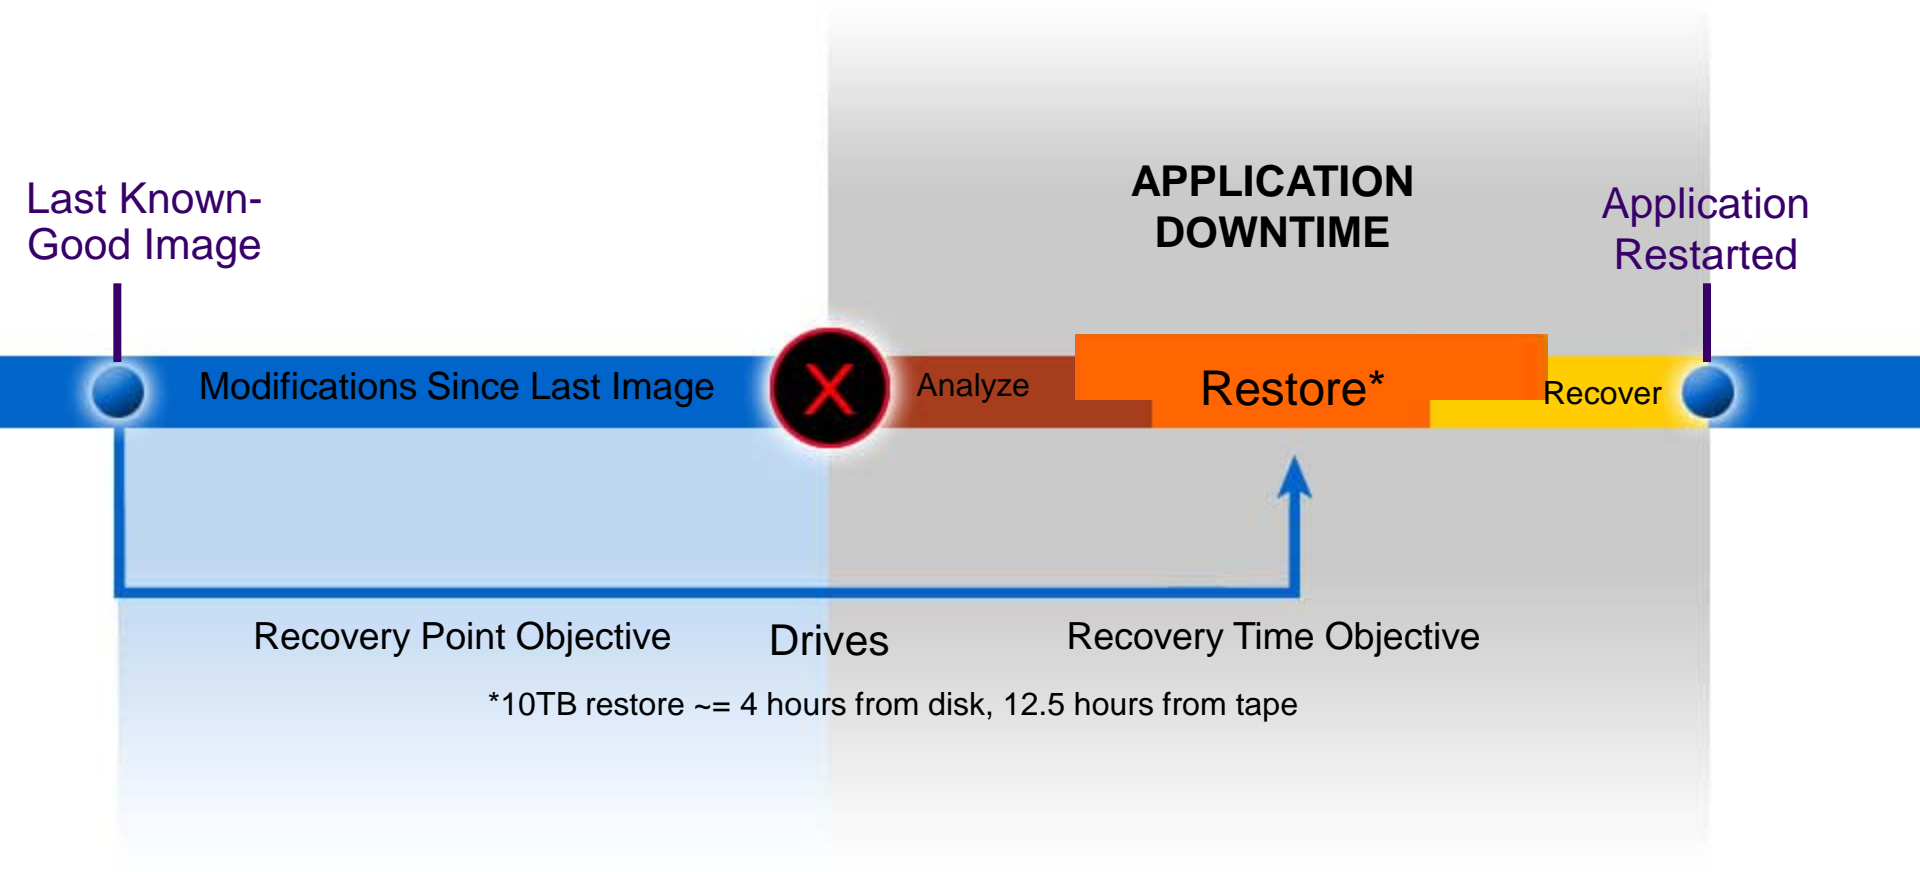 APPLICATION
DOWNTIME
Last Known-
Good Image
Application
Restarted
Modifications Since Last Image
X
Analyze
Restore*
Recover
Recovery Point Objective
Drives
Recovery Time Objective
*10TB restore ~= 4 hours from disk, 12.5 hours from tape